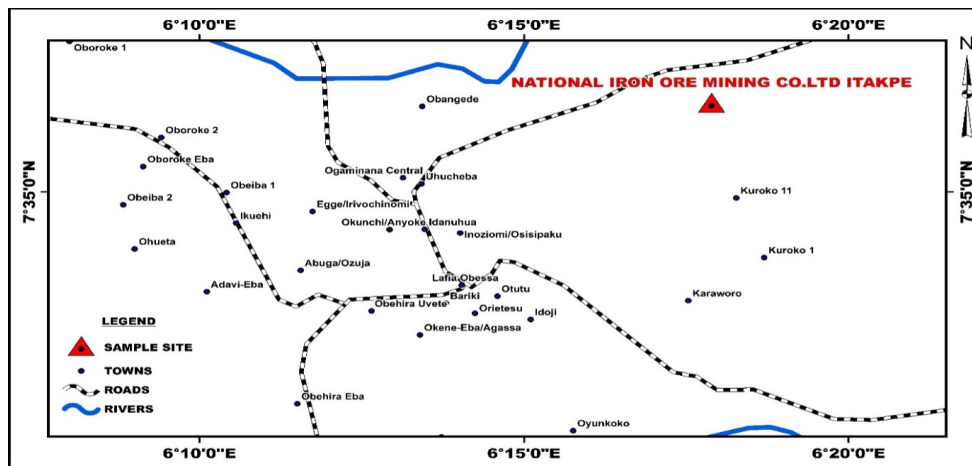 6°10'0"E
6°15'0"E
6°20'0"E
Oboroke 1
N
NATIONAL IRON ORE MINING CO.LTD ITAKPE
Obangede
Oboroke 2
Oboroke Eba
Ogaminana Central
Uhucheba
7°35'0"N
7°35'0"N
Obeiba 1
Kuroko 11
Obeiba 2
Egge/Irivochinomi
Ikuehi
Okunchi/Anyoke
Idanuhua
Inoziomi/Osisipaku
Ohueta
Kuroko 1
Abuga/Ozuja
Lafia Obessa
Adavi-Eba
Bariki
Otutu
Karaworo
Obehira Uvete
Orietesu
Idoji
LEGEND
Okene-Eba/Agassa
SAMPLE SITE
TOWNS
ROADS
Obehira Eba
RIVERS
Oyunkoko
6°10'0"E
6°15'0"E
6°20'0"E